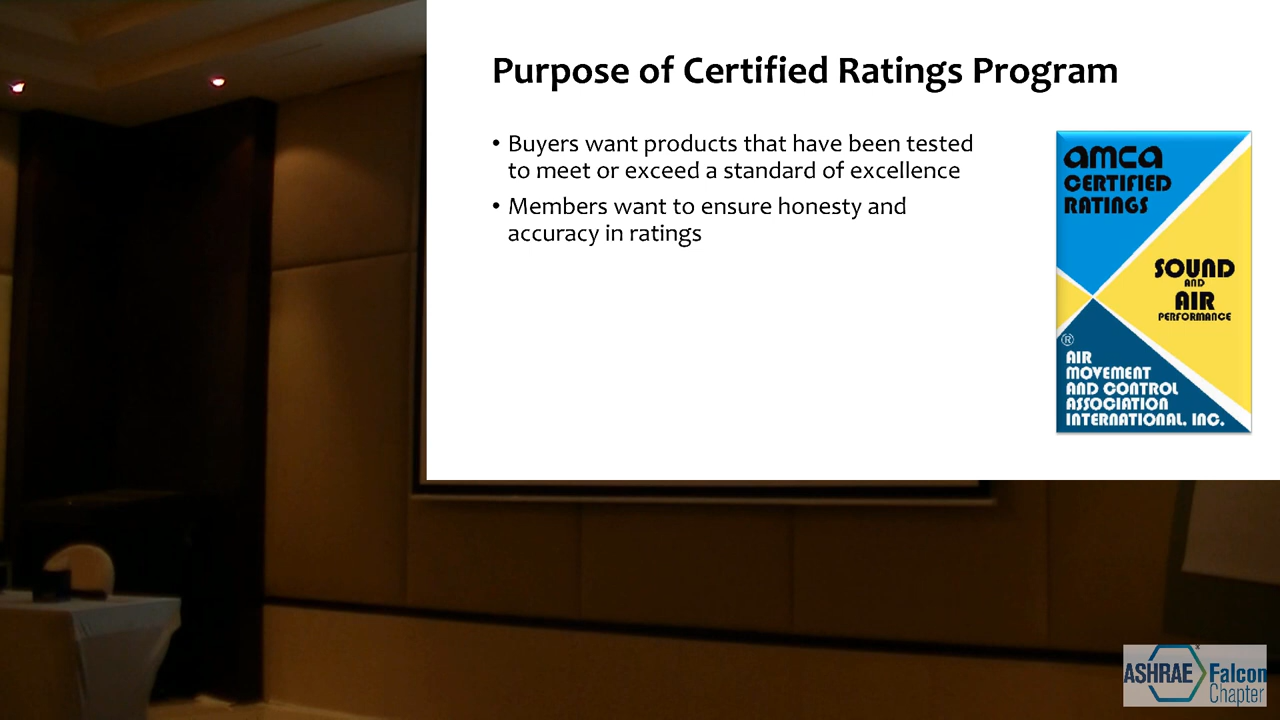 Purpose of Certified Ratings Program
• Buyers want products that have been tested
to meet or exceed a standard of excellence
• Members want to ensure honesty and
accuracy in ratings
amca
CERTIFIED
RATINGS
SOUND
AND
AIR
PERFORMANCE
®
AIR
MOVEMENT
AND CONTROL
ASSOCIATION
INTERNATIONAL, INC.
ASHRAE Falcon
Chapter